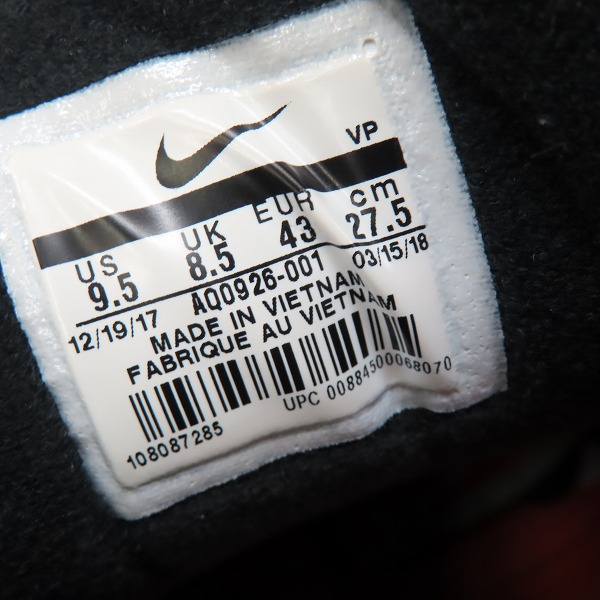 VP
US UK EUR cm
9.5 8.5 43 27.5
12/19/17 AQ0926-001 03/15/18
MADE IN VIETNAM
FABRIQUE AU VIETNAM
108087285 UPC 00884500068070